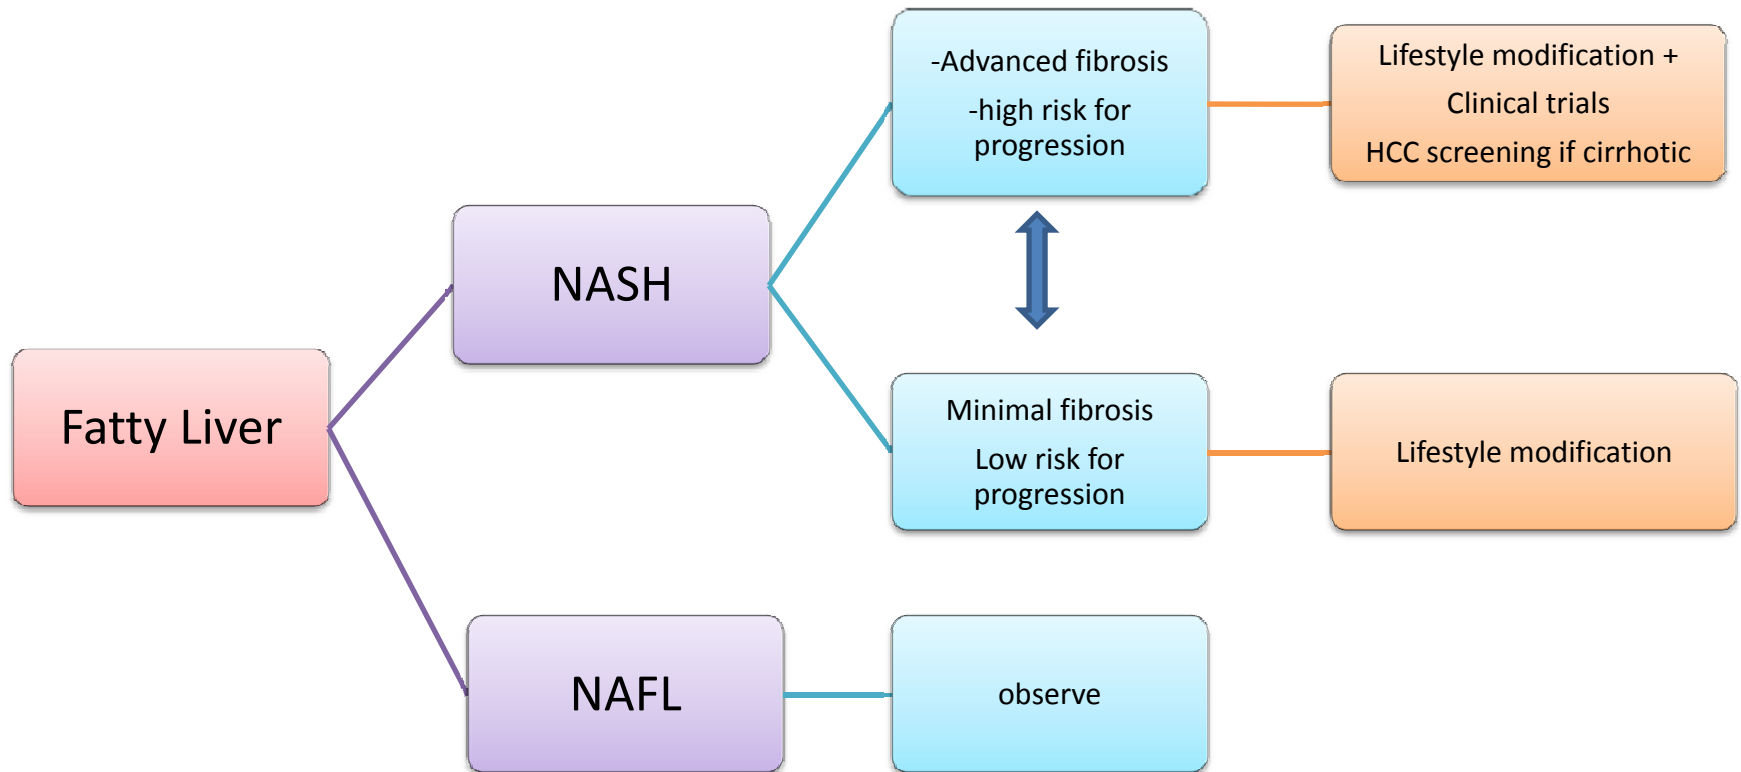 -Advanced fibrosis
-high risk for
progression
Lifestyle modification +
Clinical trials
HCC screening if cirrhotic
NASH
Fatty Liver
Minimal fibrosis
Low risk for
progression
Lifestyle modification
NAFL
observe